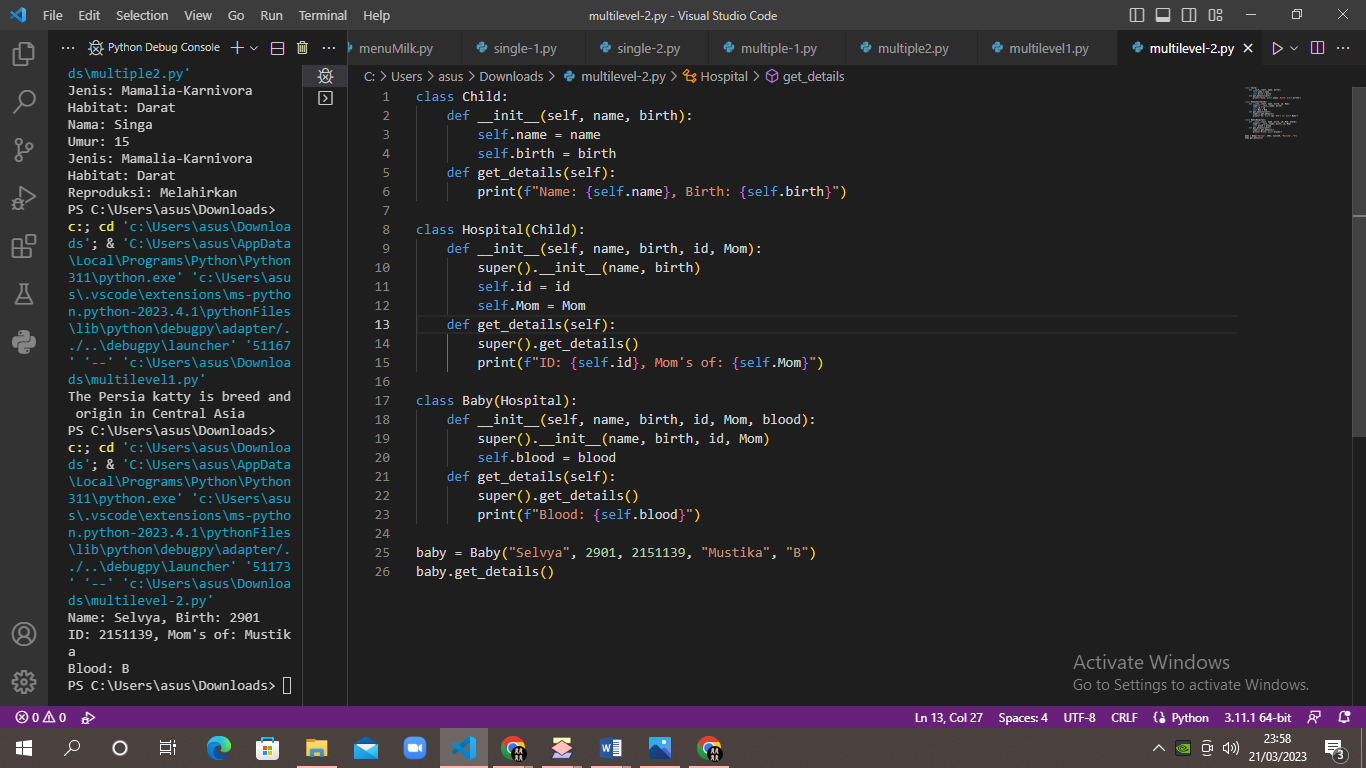 File Edit Selection View Go Run Terminal Help
multilevel-2.py - Visual Studio Code
Python Debug Console
ds\multiple2.py'
Jenis: Mamalia-Karnivora
Habitat: Darat
Nama: Singa
Umur: 15
Jenis: Mamalia-Karnivora
Habitat: Darat
Reproduksi: Melahirkan
PS C:\Users\asus\Downloads>
c:; cd 'c:\Users\asus\Downloa
ds'; & 'C:\Users\asus\AppData
\Local\Programs\Python\Python
311\python.exe' 'c:\Users\asu
s\.vscode\extensions\ms-pytho
n.python-2023.4.1\pythonFiles
\lib\python\debugpy\adapter/.
./..\debugpy\launcher' '51167
' '--' 'c:\Users\asus\Downloa
ds\multilevel1.py'
The Persia katty is breed and
origin in Central Asia
PS C:\Users\asus\Downloads>
c:; cd 'c:\Users\asus\Downloa
ds'; & 'C:\Users\asus\AppData
\Local\Programs\Python\Python
311\python.exe' 'c:\Users\asu
s\.vscode\extensions\ms-pytho
n.python-2023.4.1\pythonFiles
\lib\python\debugpy\adapter/.
./..\debugpy\launcher' '51173
' '--' 'c:\Users\asus\Downloa
ds\multilevel-2.py'
Name: Selvya, Birth: 2901
ID: 2151139, Mom's of: Mustik
a
Blood: B
PS C:\Users\asus\Downloads>
menuMilk.py single-1.py single-2.py multiple-1.py multiple2.py multilevel1.py multilevel-2.py
C: > Users > asus > Downloads > multilevel-2.py > Hospital > get_details
1 class Child:
2     def __init__(self, name, birth):
3         self.name = name
4         self.birth = birth
5     def get_details(self):
6         print(f"Name: {self.name}, Birth: {self.birth}")
7
8 class Hospital(Child):
9     def __init__(self, name, birth, id, Mom):
10         super().__init__(name, birth)
11         self.id = id
12         self.Mom = Mom
13     def get_details(self):
14         super().get_details()
15         print(f"ID: {self.id}, Mom's of: {self.Mom}")
16
17 class Baby(Hospital):
18     def __init__(self, name, birth, id, Mom, blood):
19         super().__init__(name, birth, id, Mom)
20         self.blood = blood
21     def get_details(self):
22         super().get_details()
23         print(f"Blood: {self.blood}")
24
25 baby = Baby("Selvya", 2901, 2151139, "Mustika", "B")
26 baby.get_details()
Activate Windows
Go to Settings to activate Windows.
0 0
Ln 13, Col 27 Spaces: 4 UTF-8 CRLF Python 3.11.1 64-bit
23:58
21/03/2023
3